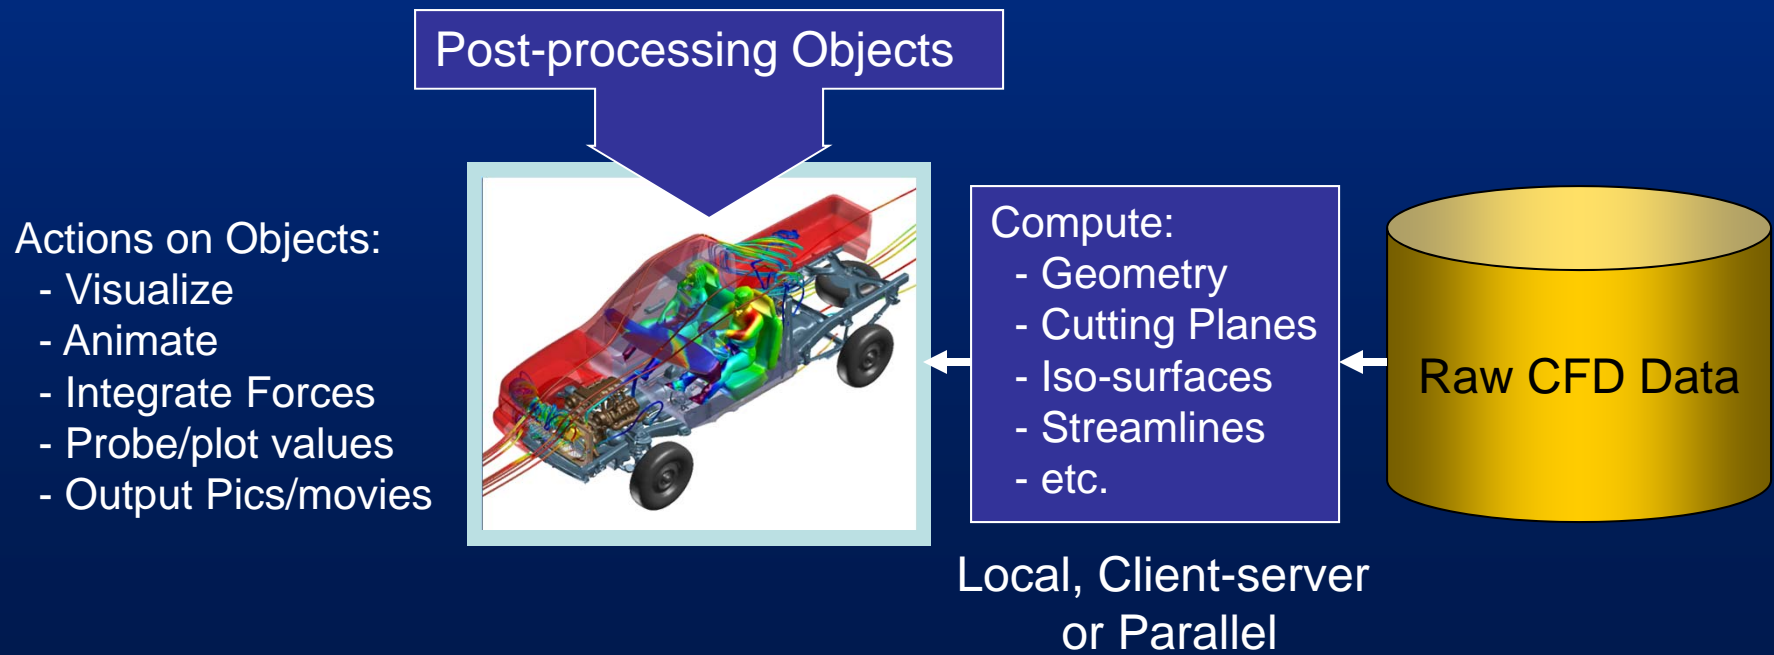 Post-processing Objects
Actions on Objects:
- Visualize
- Animate
- Integrate Forces
- Probe/plot values
- Output Pics/movies
Compute:
- Geometry
- Cutting Planes
- Iso-surfaces
- Streamlines
- etc.
Local, Client-server
or Parallel
Raw CFD Data